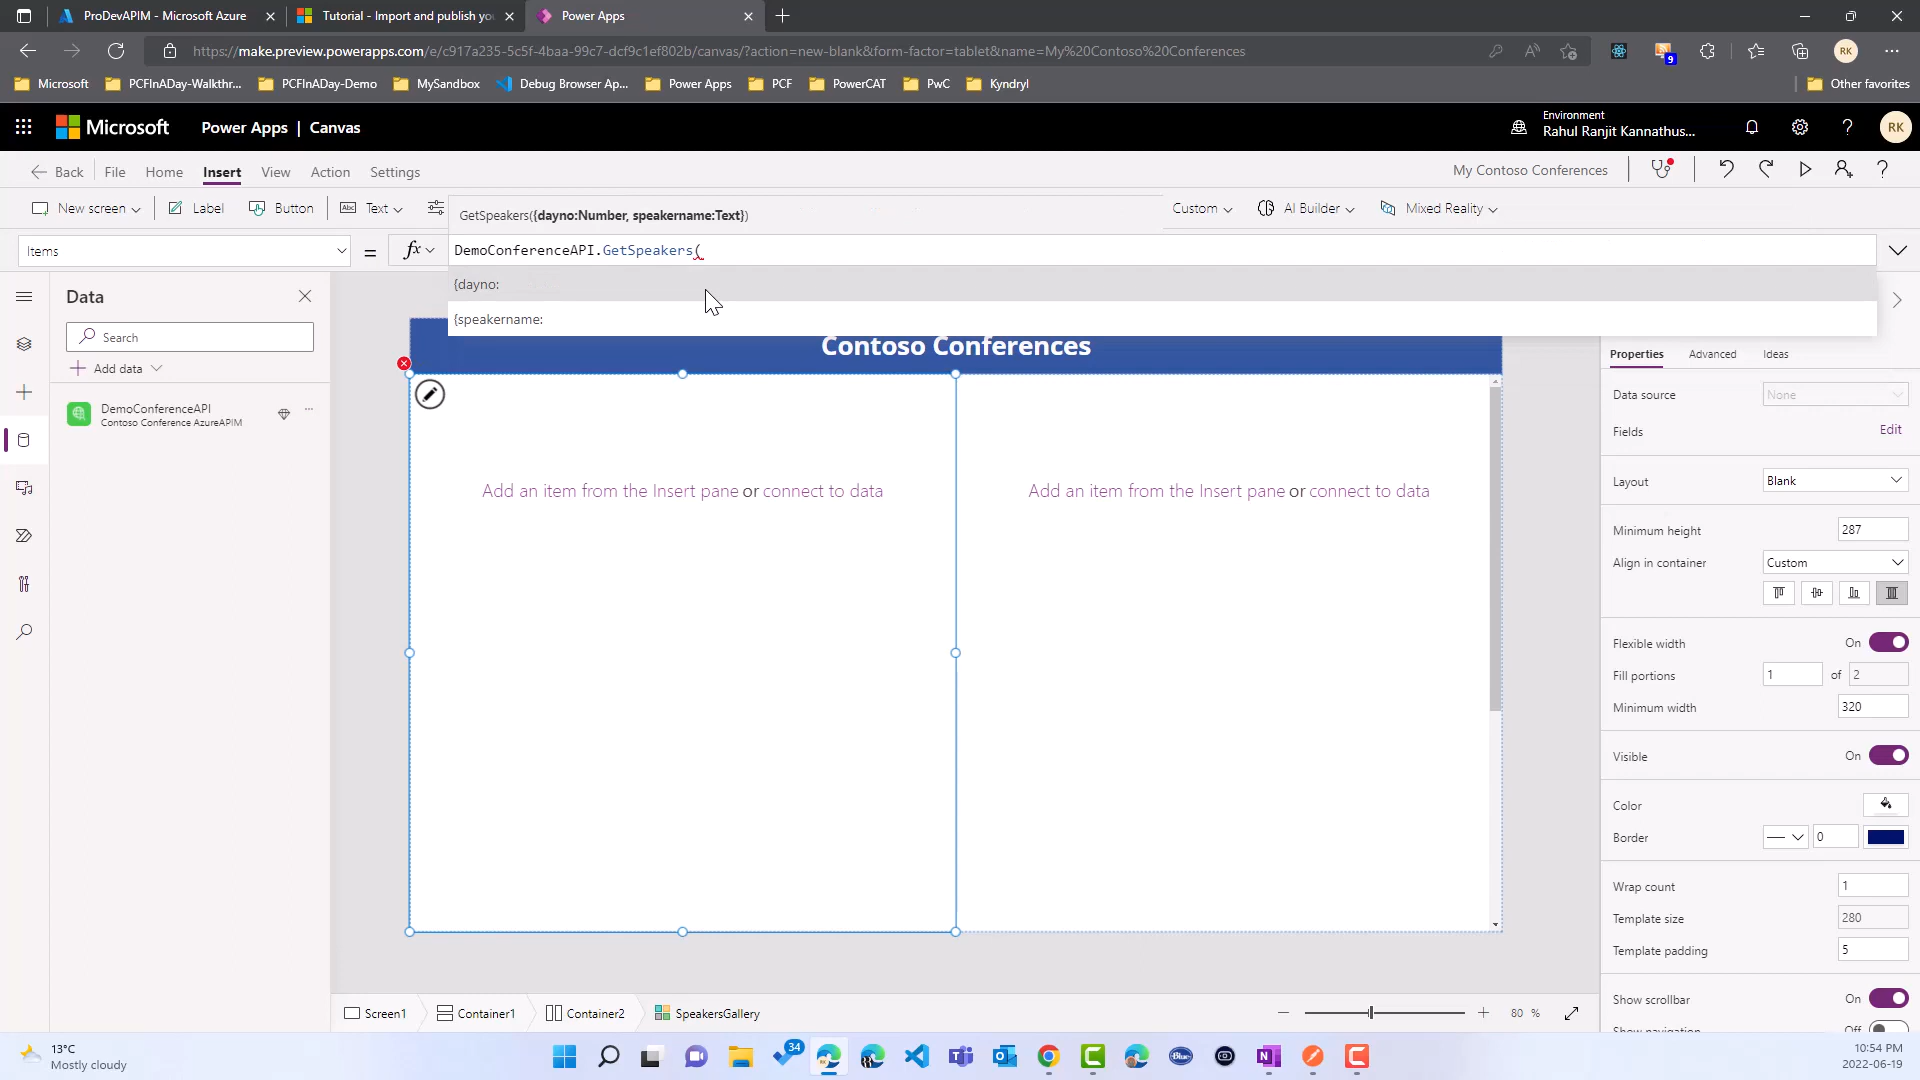 ProDevAPIM - Microsoft Azure
Tutorial - Import and publish yo
Power Apps
https://make.preview.powerapps.com/e/c917a235-5c5f-4baa-99c7-dcf9c1ef802b/canvas/?action=new-blank&form-factor=tablet&name=My%20Contoso%20Conferences
9
RK
Microsoft
PCFInADay-Walkthr...
PCFInADay-Demo
MySandbox
Debug Browser Ap...
Power Apps
PCF
PowerCAT
PwC
Kyndryl
Other favorites
Microsoft
Power Apps | Canvas
Environment
Rahul Ranjit Kannathus...
RK
Back
File
Home
Insert
View
Action
Settings
My Contoso Conferences
New screen
Label
Button
Abc Text
GetSpeakers({dayno:Number, speakername:Text})
Custom
AI Builder
Mixed Reality
Items
=
fx
DemoConferenceAPI.GetSpeakers(
{dayno:
{speakername:
Data
Search
Add data
DemoConferenceAPI
Contoso Conference AzureAPIM
Contoso Conferences
Add an item from the Insert pane or connect to data
Add an item from the Insert pane or connect to data
Properties
Advanced
Ideas
Data source
None
Fields
Edit
Layout
Blank
Minimum height
287
Align in container
Custom
Flexible width
On
Fill portions
1 of 2
Minimum width
320
Visible
On
Color
Border
0
Wrap count
1
Template size
280
Template padding
5
Show scrollbar
On
Show navigation
Off
Screen1
Container1
Container2
SpeakersGallery
80 %
13°C
Mostly cloudy
34
Blue
10:54 PM
2022-06-19